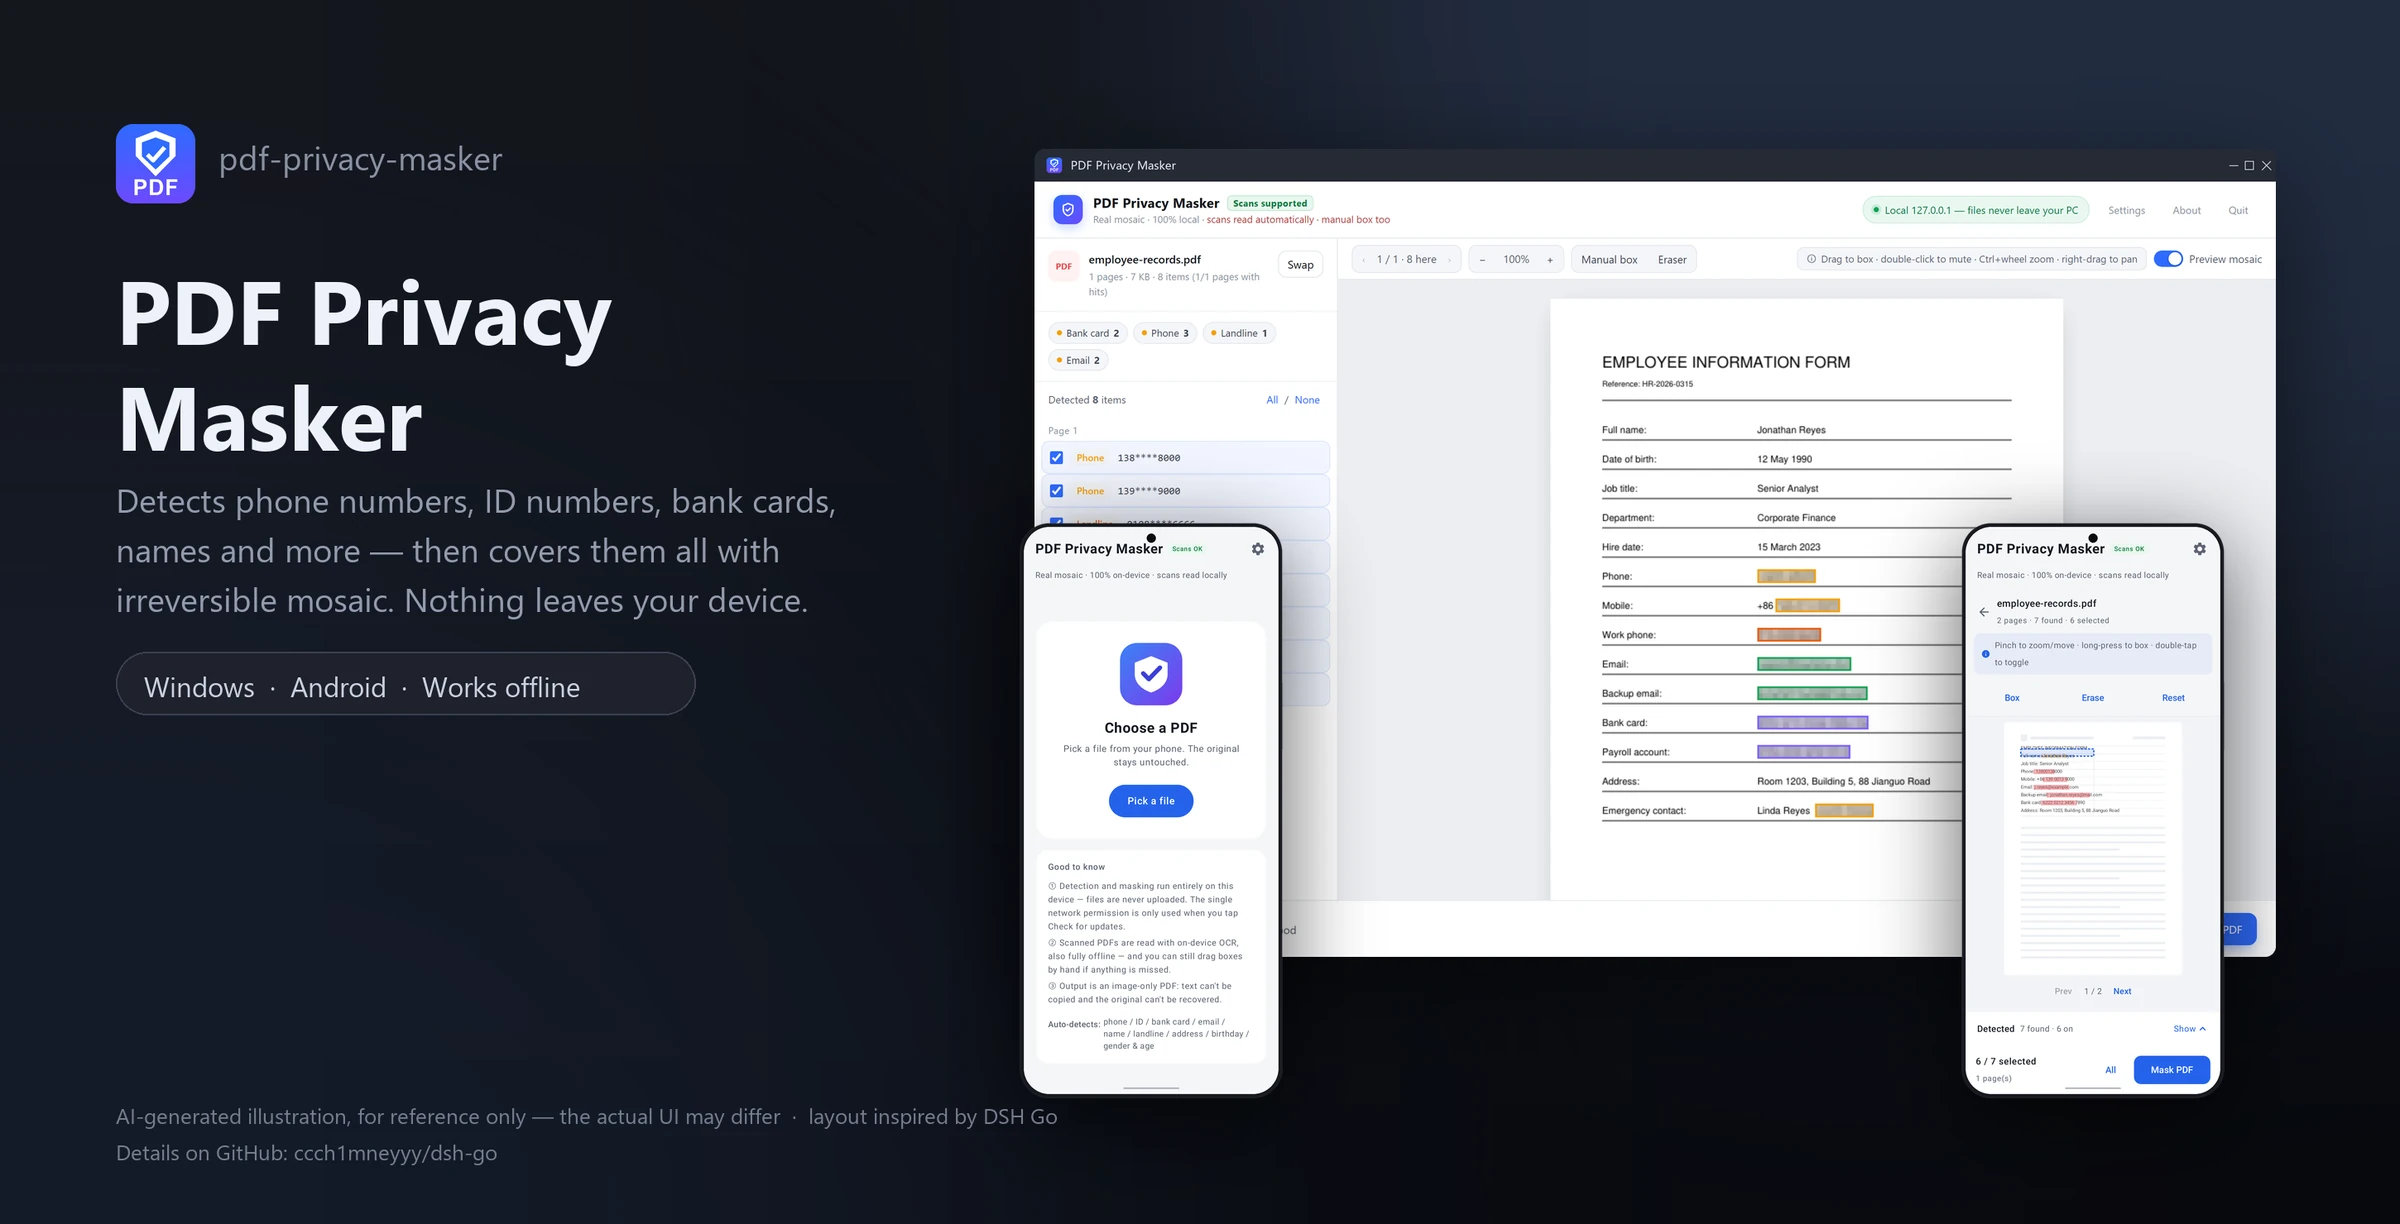 PDF
pdf-privacy-masker
PDF Privacy
Masker
Detects phone numbers, ID numbers, bank cards,
names and more — then covers them all with
irreversible mosaic. Nothing leaves your device.
Windows · Android · Works offline
AI-generated illustration, for reference only — the actual UI may differ · layout inspired by DSH Go
Details on GitHub: ccch1mneyyy/dsh-go
PDF Privacy Masker
PDF Privacy Masker Scans supported
Real mosaic · 100% local · scans read automatically · manual box too
Local 127.0.0.1 — files never leave your PC
Settings
About
Quit
PDF
employee-records.pdf
1 pages · 7 KB · 8 items (1/1 pages with
hits)
Swap
Bank card 2
Phone 3
Landline 1
Email 2
Detected 8 items
All / None
Page 1
Phone 138****8000
Phone 139****9000
‹ 1 / 1 · 8 here ›
− 100% +
Manual box
Eraser
Drag to box · double-click to mute · Ctrl+wheel zoom · right-drag to pan
Preview mosaic
EMPLOYEE INFORMATION FORM
Reference: HR-2026-0315
Full name: Jonathan Reyes
Date of birth: 12 May 1990
Job title: Senior Analyst
Department: Corporate Finance
Hire date: 15 March 2023
Phone:
Mobile: +86
Work phone:
Email:
Backup email:
Bank card:
Payroll account:
Address: Room 1203, Building 5, 88 Jianguo Road
Emergency contact: Linda Reyes
PDF
PDF Privacy Masker Scans OK
Real mosaic · 100% on-device · scans read locally
Choose a PDF
Pick a file from your phone. The original
stays untouched.
Pick a file
Good to know
① Detection and masking run entirely on this
device — files are never uploaded. The single
network permission is only used when you tap
Check for updates.
② Scanned PDFs are read with on-device OCR,
also fully offline — and you can still drag boxes
by hand if anything is missed.
③ Output is an image-only PDF: text can't be
copied and the original can't be recovered.
Auto-detects: phone / ID / bank card / email /
name / landline / address / birthday /
gender & age
PDF Privacy Masker Scans OK
Real mosaic · 100% on-device · scans read locally
employee-records.pdf
2 pages · 7 found · 6 selected
Pinch to zoom/move · long-press to box · double-tap
to toggle
Box
Erase
Reset
Job title: Senior Analyst
Address: Room 1203, Building 5, 88 Jianguo Road
Prev 1 / 2 Next
Detected 7 found · 6 on
Show
6 / 7 selected
1 page(s)
All
Mask PDF